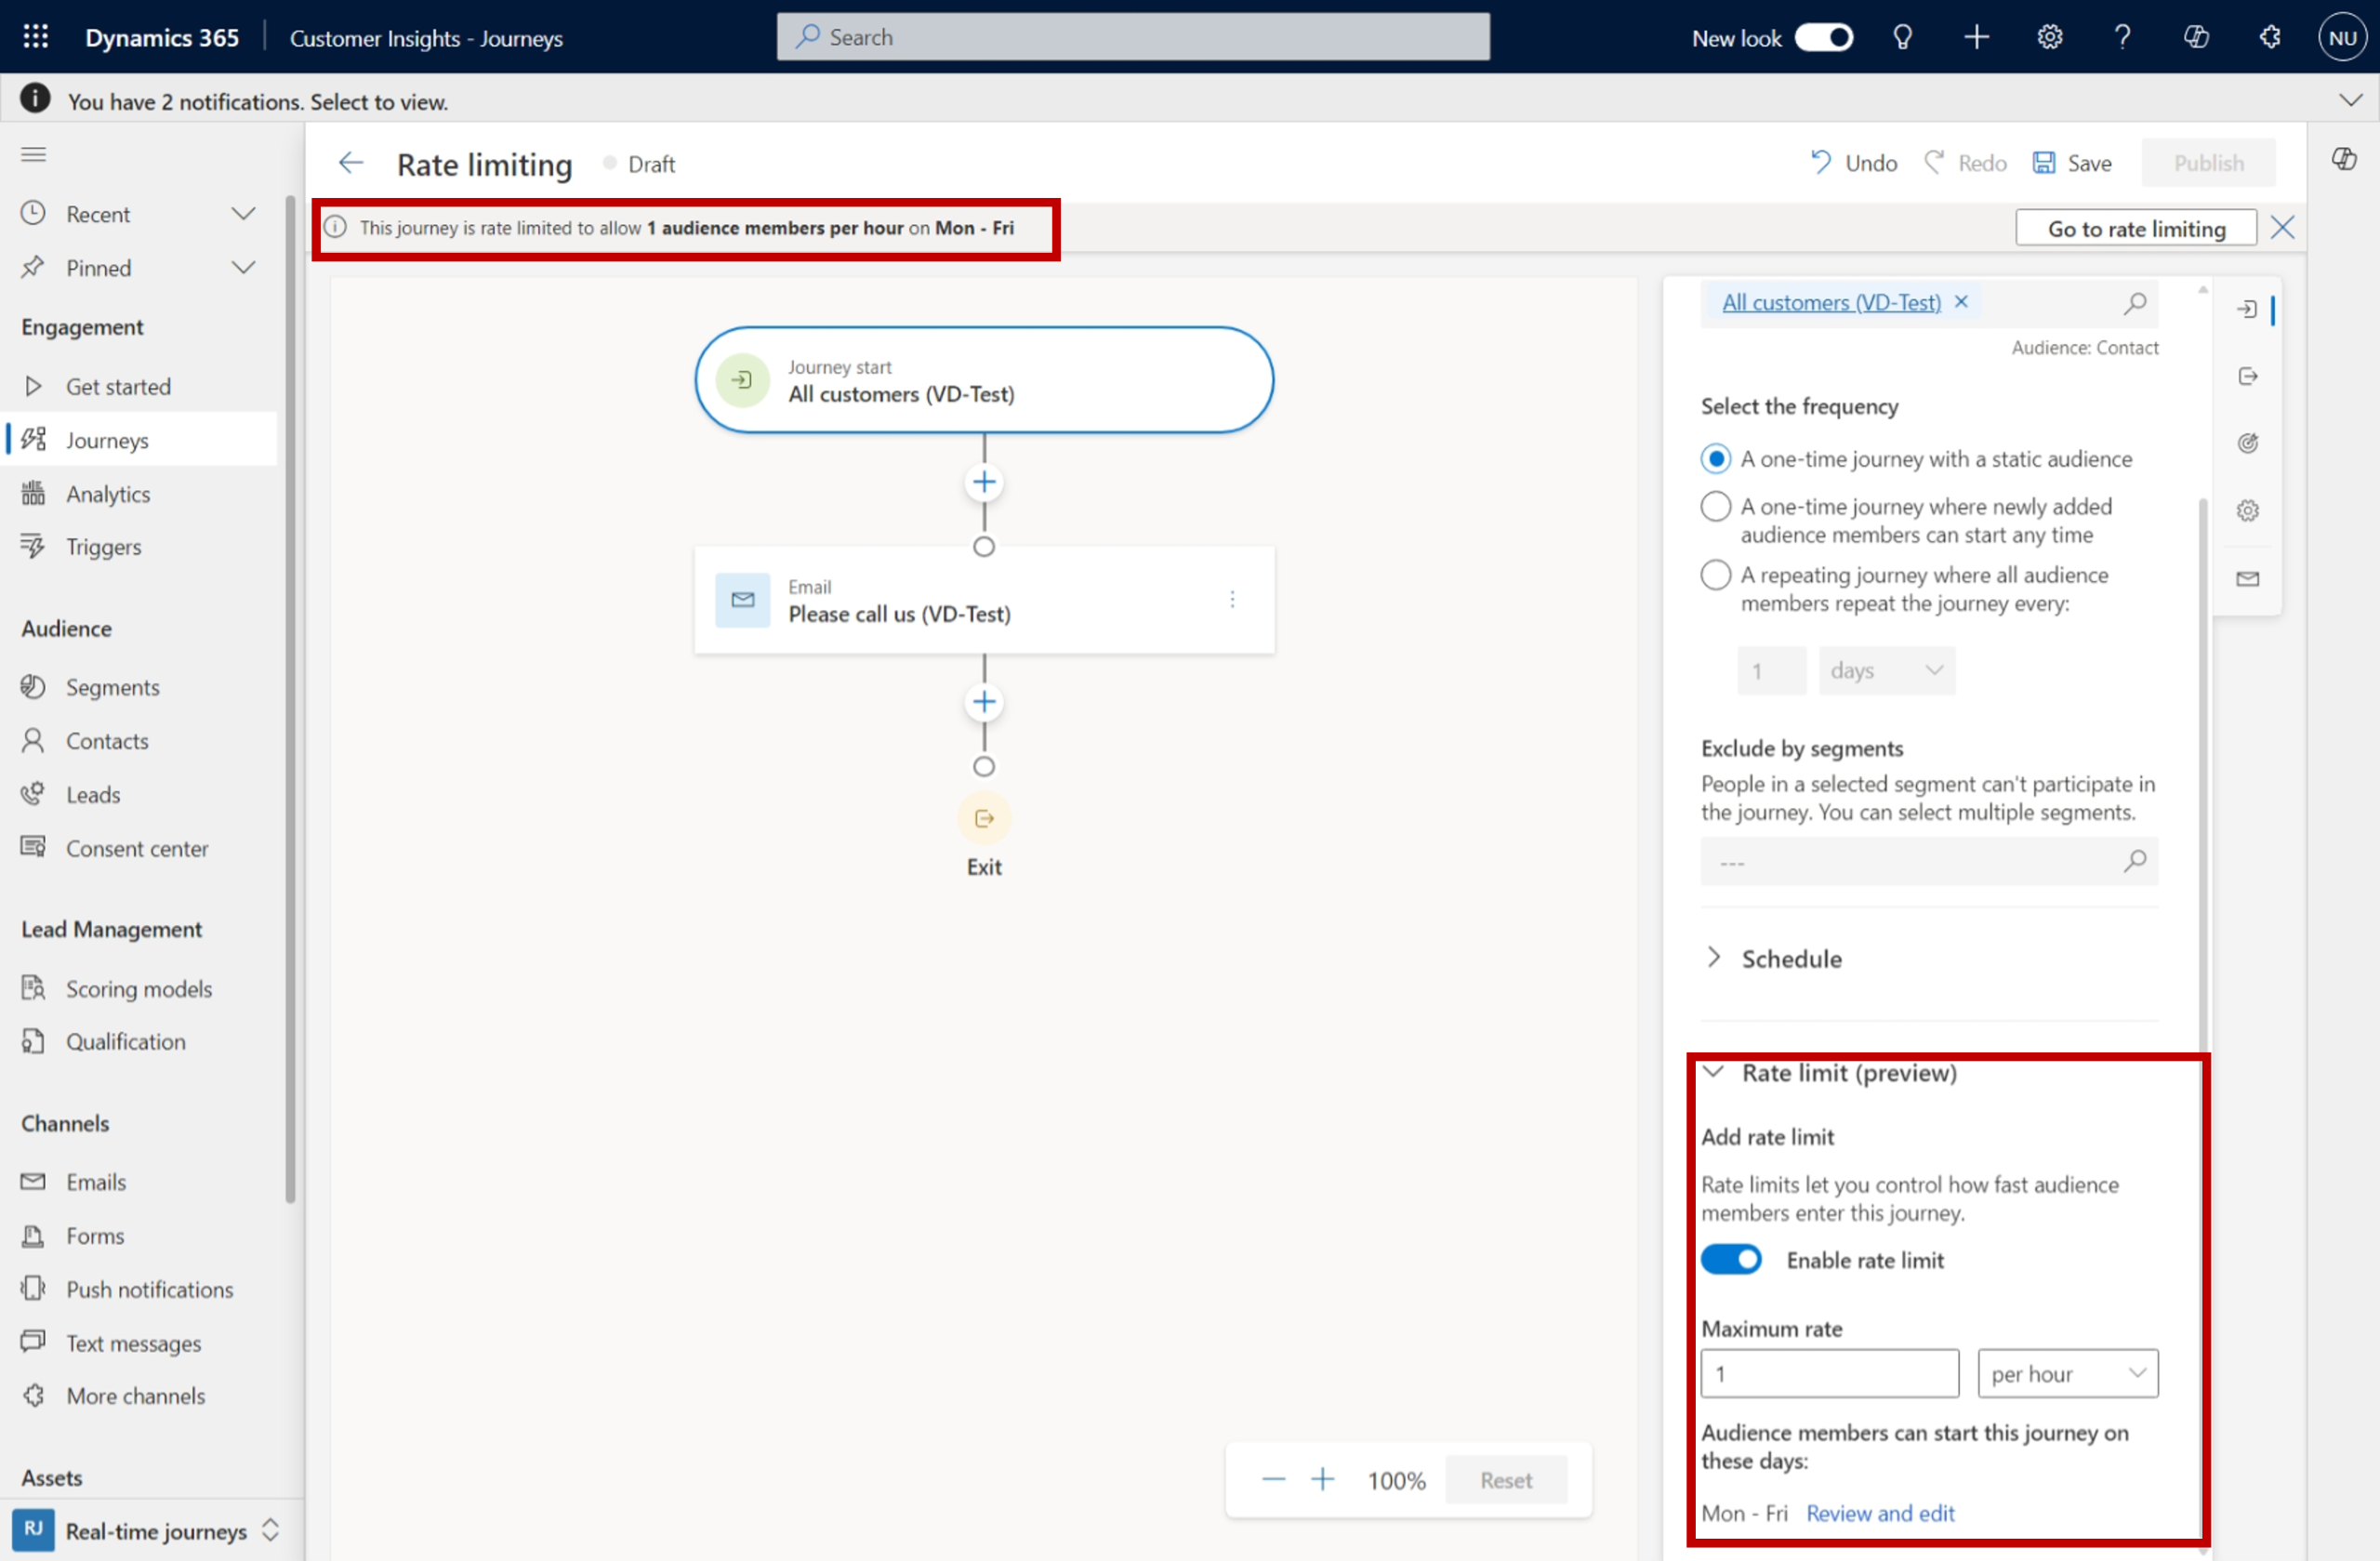 Dynamics 365
Customer Insights - Journeys
Search
New look
NU
You have 2 notifications. Select to view.
Recent
Pinned
Engagement
Get started
Journeys
Analytics
Triggers
Audience
Segments
Contacts
Leads
Consent center
Lead Management
Scoring models
Qualification
Channels
Emails
Forms
Push notifications
Text messages
More channels
Assets
RJ
Real-time journeys
Rate limiting
Draft
Undo
Redo
Save
Publish
This journey is rate limited to allow 1 audience members per hour on Mon - Fri
Go to rate limiting
Journey start
All customers (VD-Test)
Email
Please call us (VD-Test)
Exit
100%
Reset
All customers (VD-Test)
Audience: Contact
Select the frequency
A one-time journey with a static audience
A one-time journey where newly added
audience members can start any time
A repeating journey where all audience
members repeat the journey every:
1
days
Exclude by segments
People in a selected segment can't participate in
the journey. You can select multiple segments.
---
Schedule
Rate limit (preview)
Add rate limit
Rate limits let you control how fast audience
members enter this journey.
Enable rate limit
Maximum rate
1
per hour
Audience members can start this journey on
these days:
Mon - Fri Review and edit